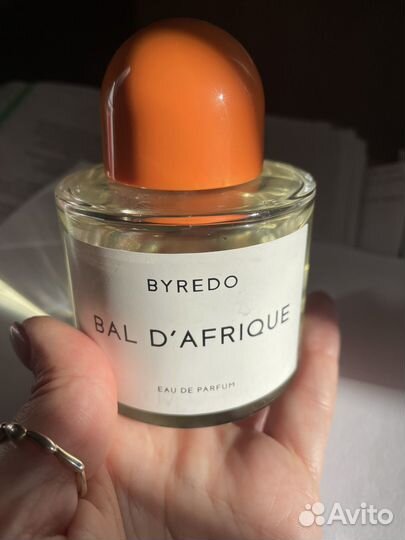 BYREDO
BAL D'AFRIQUE
EAU DE PARFUM
Avito